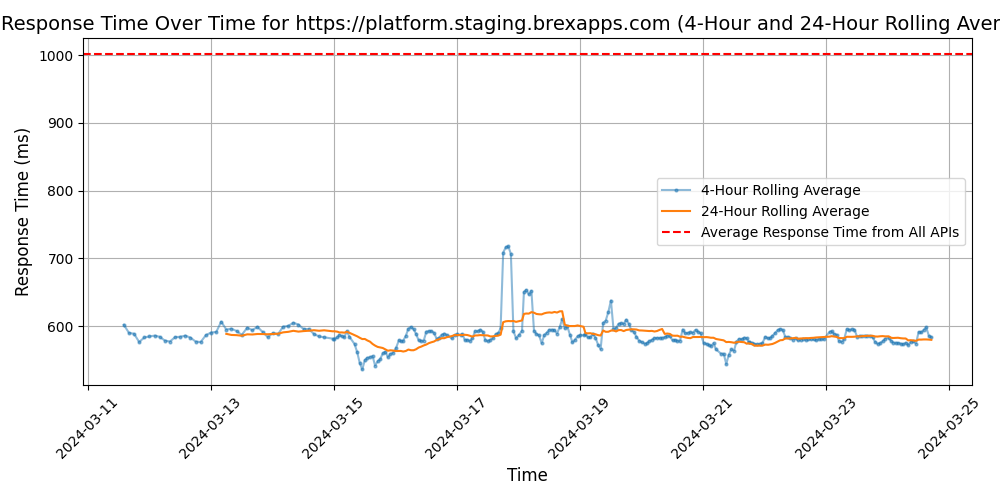 Response Time Over Time for https://platform.staging.brexapps.com (4-Hour and 24-Hour Rolling Aver
Response Time (ms)
1000
900
800
700
600
4-Hour Rolling Average
24-Hour Rolling Average
Average Response Time from All APIs
2024-03-11
2024-03-13
2024-03-15
2024-03-17
2024-03-19
2024-03-21
2024-03-23
2024-03-25
Time